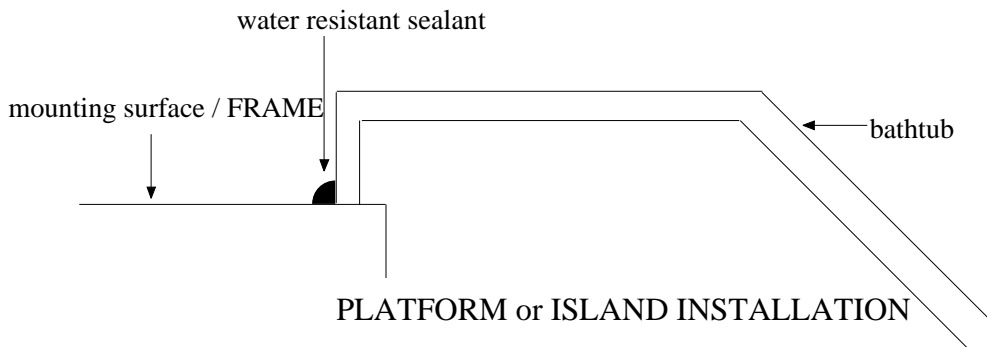 water resistant sealant
mounting surface / FRAME
bathtub
PLATFORM or ISLAND INSTALLATION